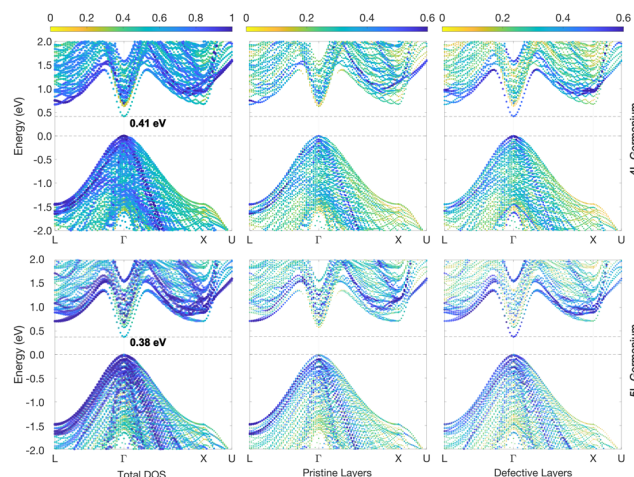 0 0.2 0.4 0.6 0.8 1
0 0.2 0.4 0.6
0 0.2 0.4 0.6
Energy (eV)
2.0
1.5
1.0
0.5
0.0
-0.5
-1.0
-1.5
-2.0
0.41 eV
L Γ X U
L Γ X U
L Γ X U
4L Germanium
Energy (eV)
2.0
1.5
1.0
0.5
0.0
-0.5
-1.0
-1.5
-2.0
0.38 eV
L Γ X U
L Γ X U
L Γ X U
5L Germanium
Total DOS
Pristine Layers
Defective Layers